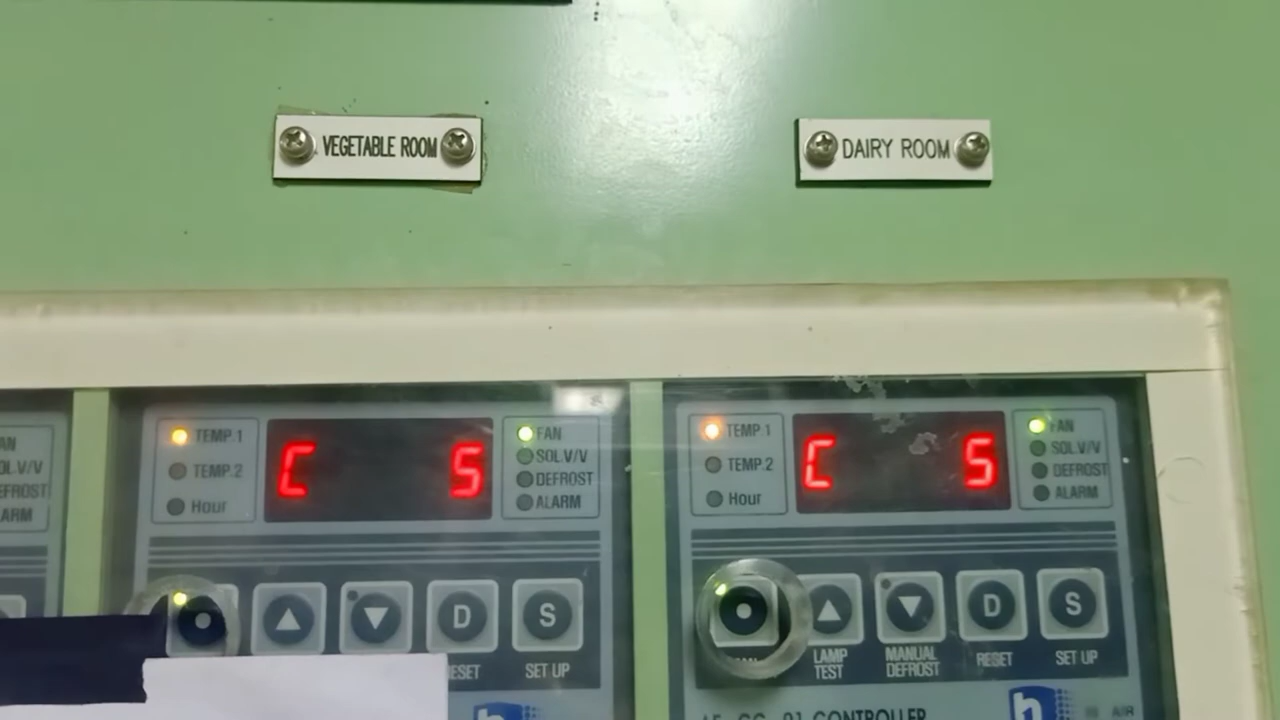 VEGETABLE ROOM
DAIRY ROOM
TEMP.1
TEMP.2
Hour
C 5
FAN
SOL.V/V
DEFROST
ALARM
TEMP.1
TEMP.2
Hour
C 5
FAN
SOL.V/V
DEFROST
ALARM
D
S
SET UP
D
S
LAMP TEST
MANUAL DEFROST
RESET
SET UP
CONTROLLER
AIR